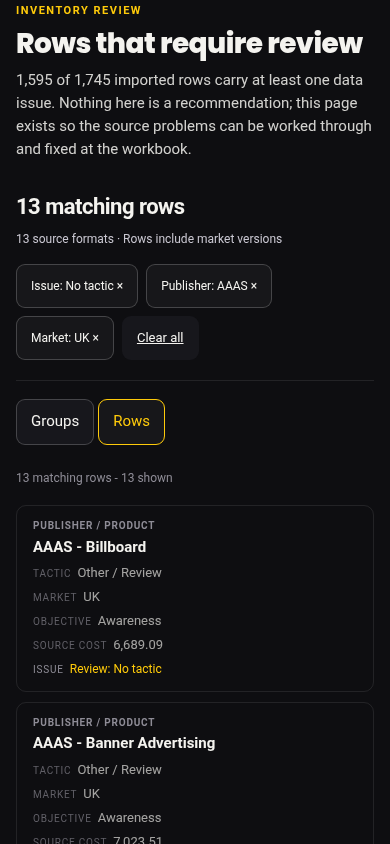 INVENTORY REVIEW
Rows that require review
1,595 of 1,745 imported rows carry at least one data
issue. Nothing here is a recommendation; this page
exists so the source problems can be worked through
and fixed at the workbook.
13 matching rows
13 source formats · Rows include market versions
Issue: No tactic ×
Publisher: AAAS ×
Market: UK ×
Clear all
Groups
Rows
13 matching rows - 13 shown
PUBLISHER / PRODUCT
AAAS - Billboard
TACTIC Other / Review
MARKET UK
OBJECTIVE Awareness
SOURCE COST 6,689.09
ISSUE Review: No tactic
PUBLISHER / PRODUCT
AAAS - Banner Advertising
TACTIC Other / Review
MARKET UK
OBJECTIVE Awareness
SOURCE COST 7,023.51